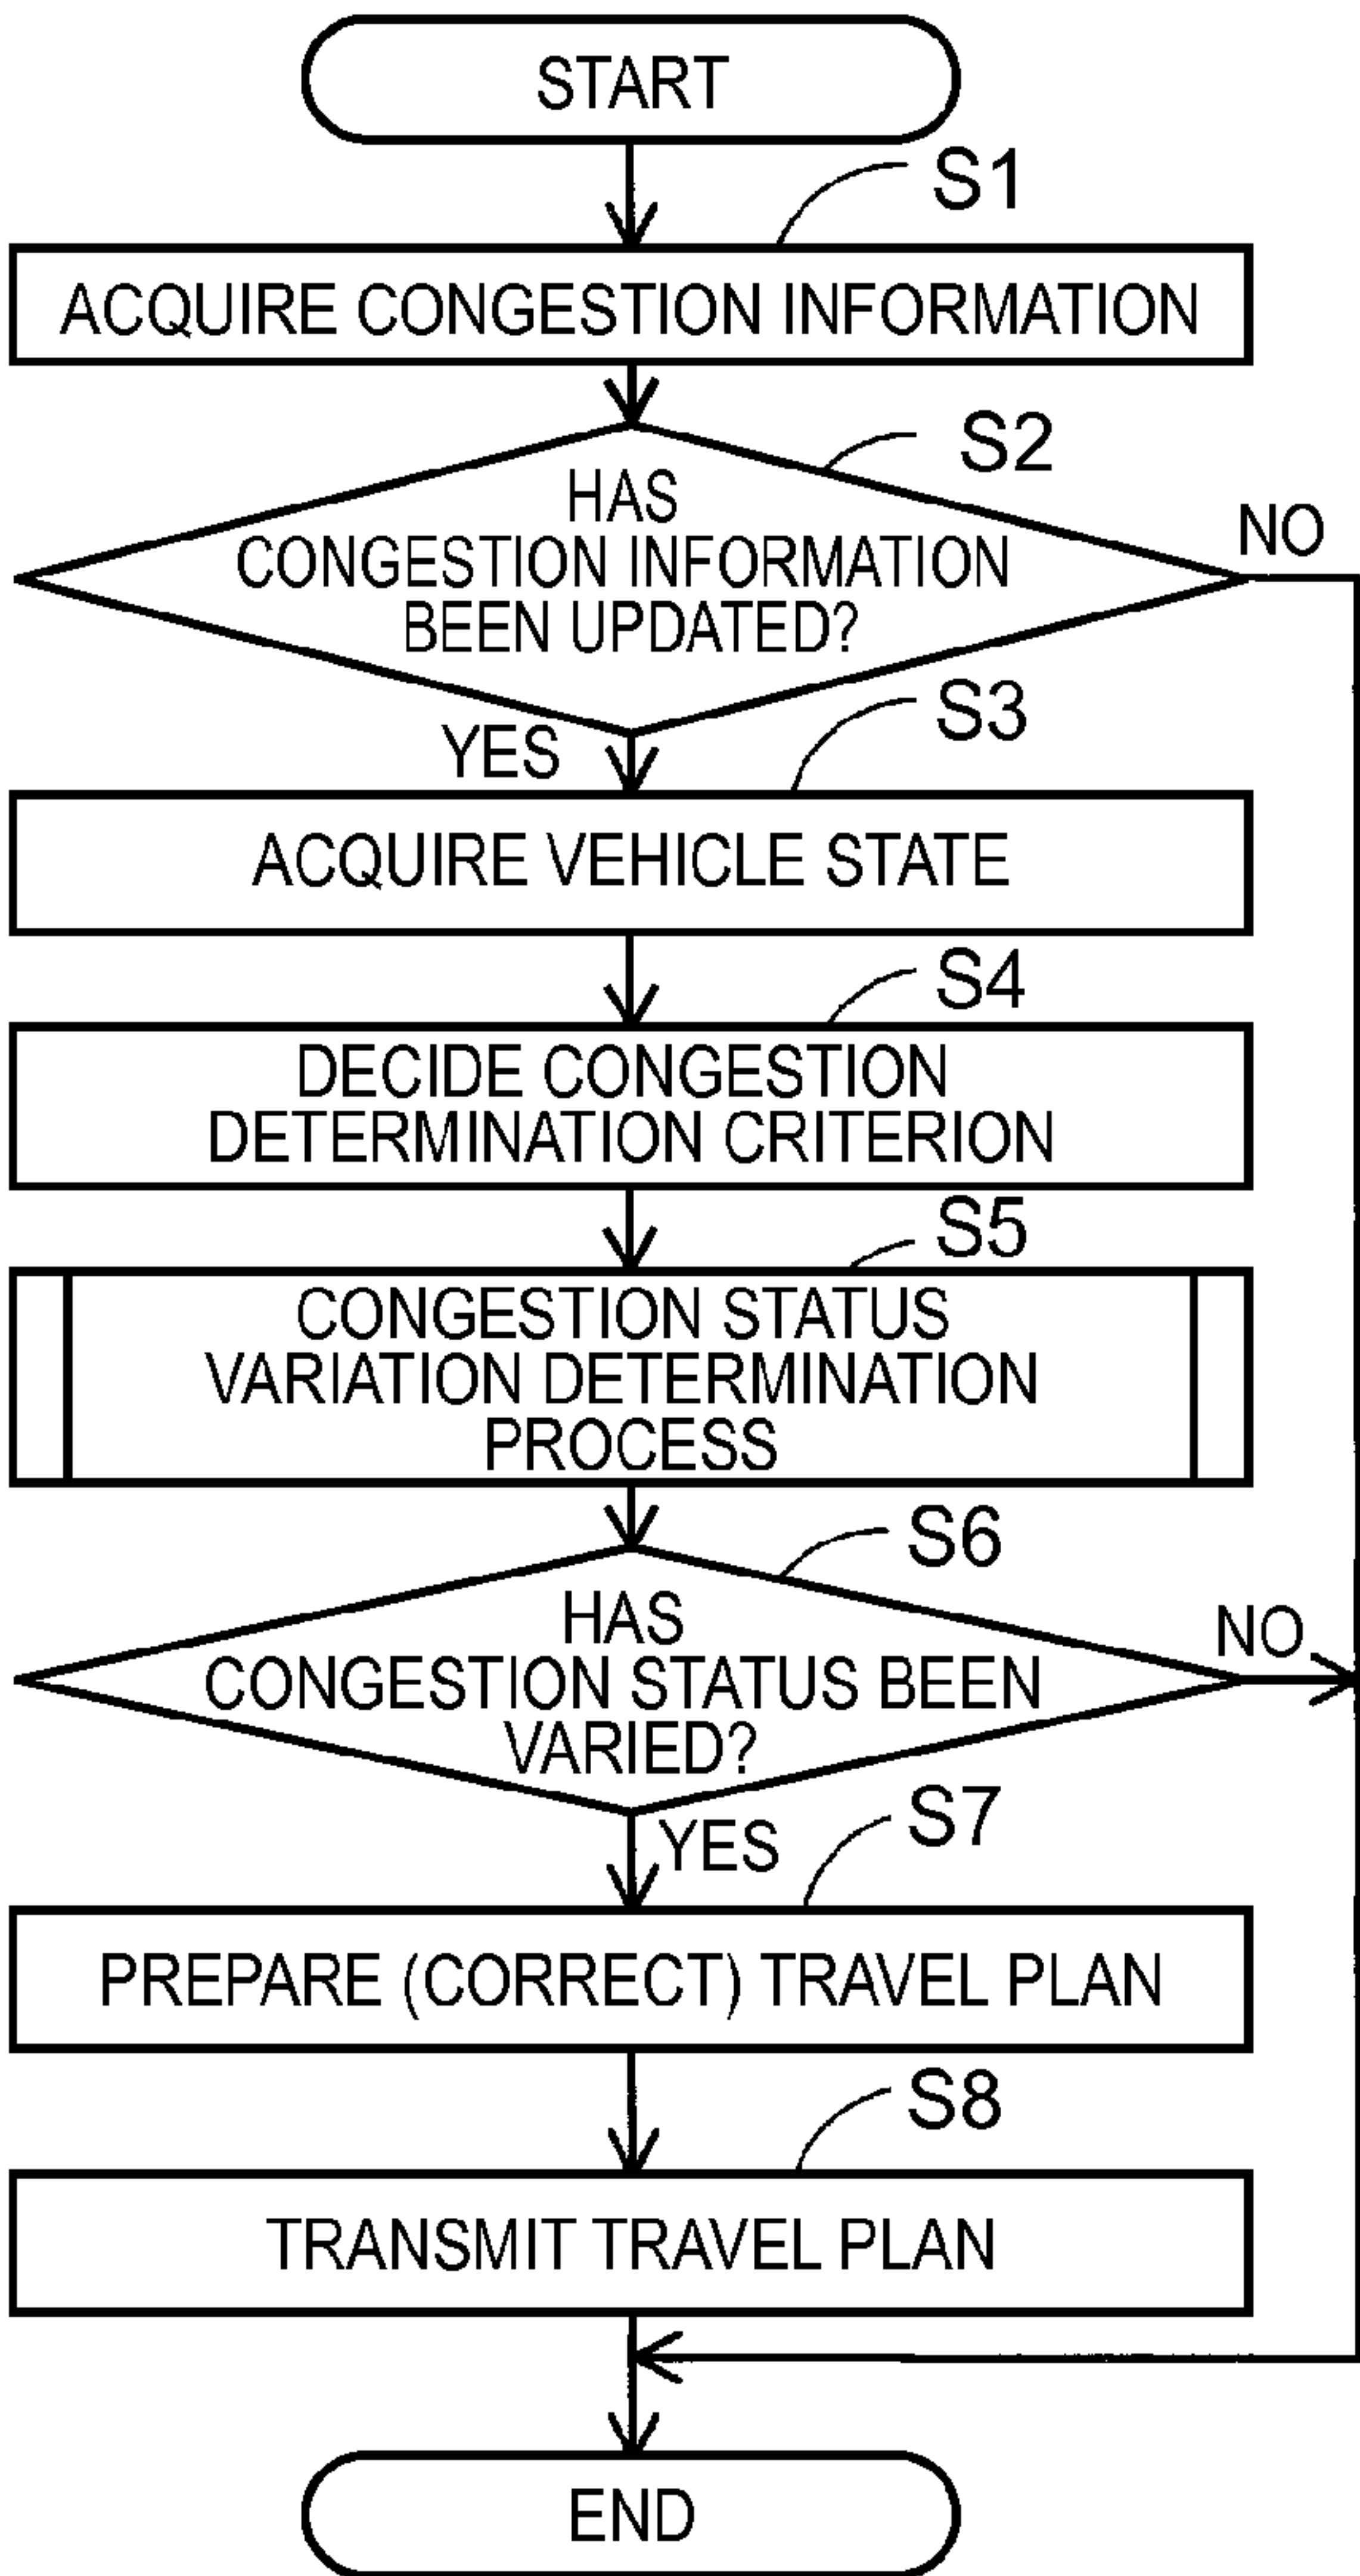 START
S1
ACQUIRE CONGESTION INFORMATION
S2
HAS
CONGESTION INFORMATION
BEEN UPDATED?
NO
YES
S3
ACQUIRE VEHICLE STATE
S4
DECIDE CONGESTION
DETERMINATION CRITERION
S5
CONGESTION STATUS
VARIATION DETERMINATION
PROCESS
S6
HAS
CONGESTION STATUS BEEN
VARIED?
NO
YES
S7
PREPARE (CORRECT) TRAVEL PLAN
S8
TRANSMIT TRAVEL PLAN
END